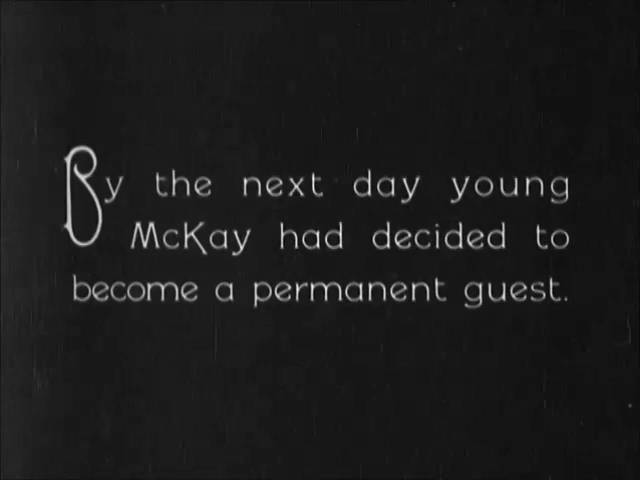 By the next day young
McKay had decided to
become a permanent guest.